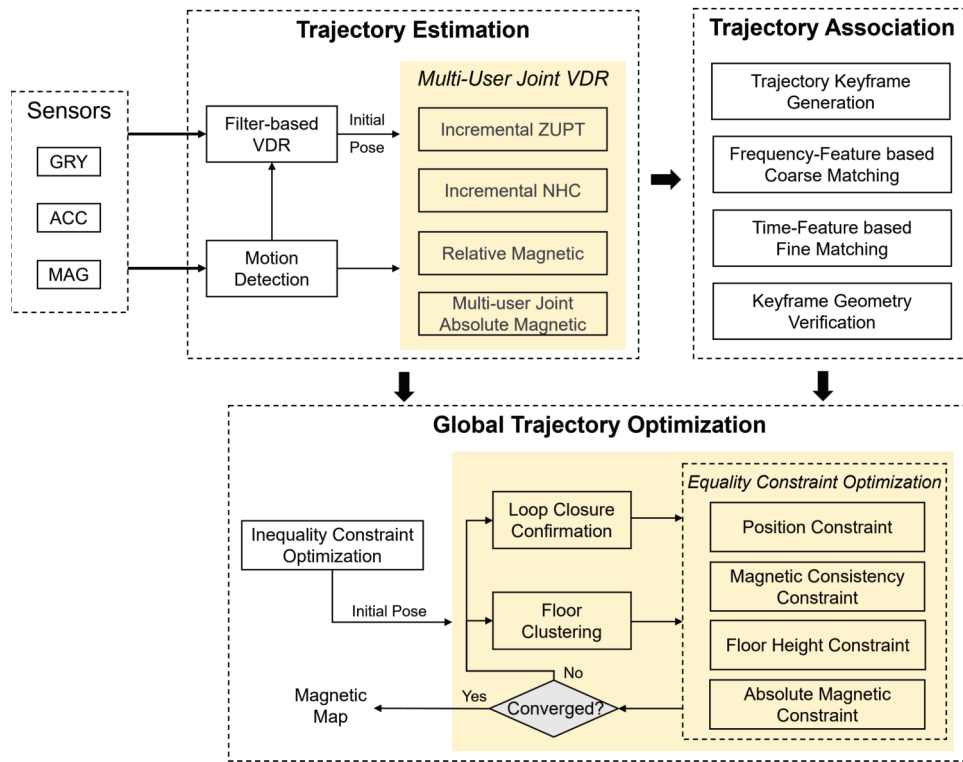 Trajectory Estimation
Trajectory Association
Sensors
GRY
ACC
MAG
Filter-based
VDR
Initial
Pose
Motion
Detection
Multi-User Joint VDR
Incremental ZUPT
Incremental NHC
Relative Magnetic
Multi-user Joint
Absolute Magnetic
Trajectory Keyframe
Generation
Frequency-Feature based
Coarse Matching
Time-Feature based
Fine Matching
Keyframe Geometry
Verification
Global Trajectory Optimization
Inequality Constraint
Optimization
Initial Pose
Loop Closure
Confirmation
Floor
Clustering
No
Converged?
Yes
Magnetic
Map
Equality Constraint Optimization
Position Constraint
Magnetic Consistency
Constraint
Floor Height Constraint
Absolute Magnetic
Constraint